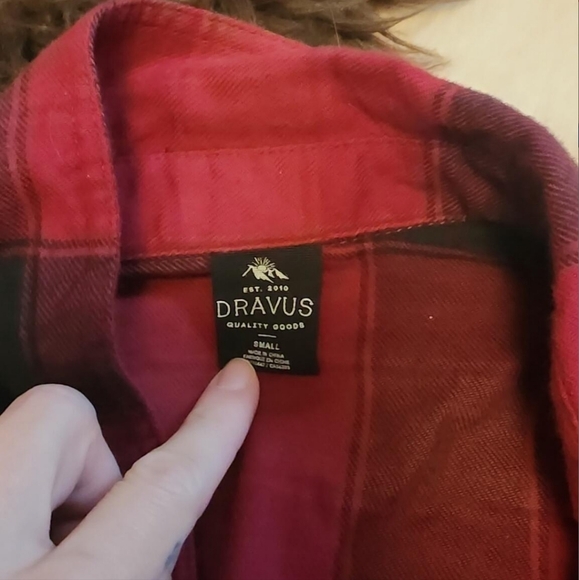 EST. 2010
DRAVUS
QUALITY GOODS
SMALL
MADE IN CHINA